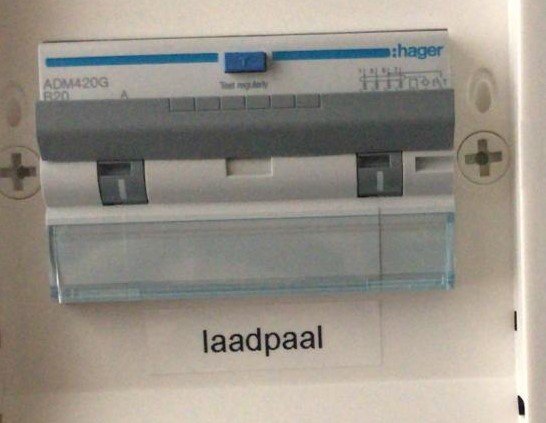 :hager
T
ADM420G
Test regularly
B20 A
laadpaal